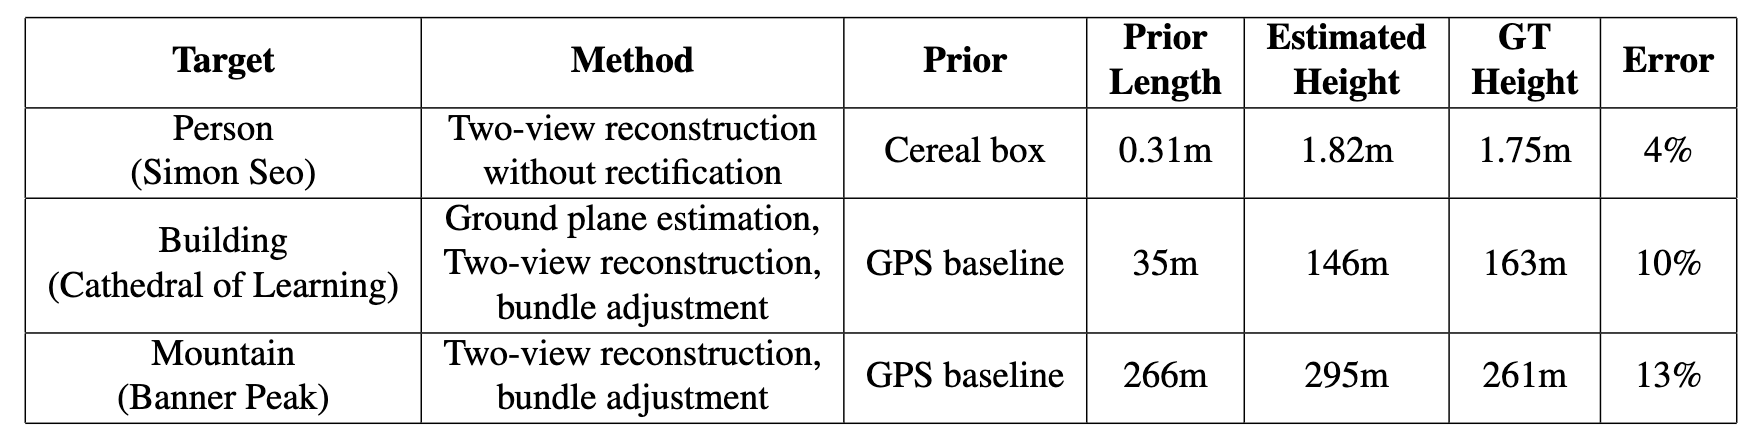 Target Method Prior Prior Length Estimated Height GT Height Error
Person (Simon Seo) Two-view reconstruction without rectification Cereal box 0.31m 1.82m 1.75m 4%
Building (Cathedral of Learning) Ground plane estimation, Two-view reconstruction, bundle adjustment GPS baseline 35m 146m 163m 10%
Mountain (Banner Peak) Two-view reconstruction, bundle adjustment GPS baseline 266m 295m 261m 13%